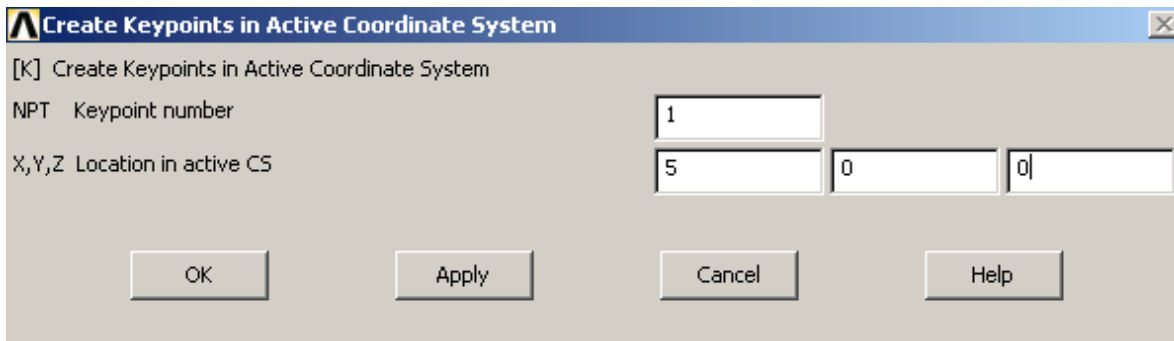 Create Keypoints in Active Coordinate System
[K] Create Keypoints in Active Coordinate System
NPT Keypoint number 1
X,Y,Z Location in active CS 5 0 0
OK Apply Cancel Help